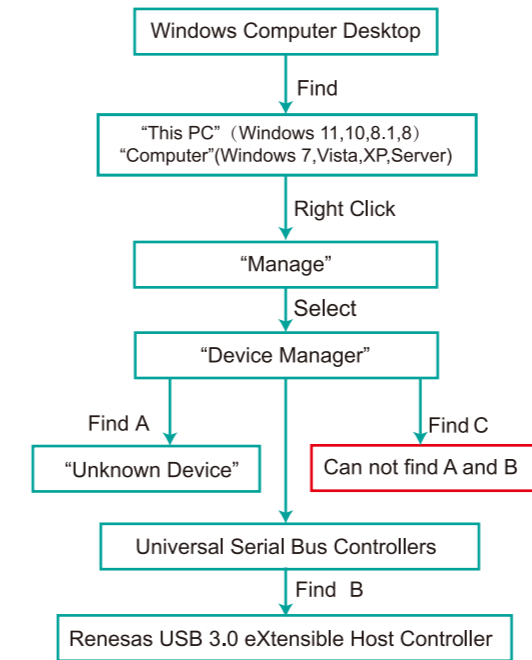 Windows Computer Desktop
Find
“This PC”（Windows 11,10,8.1,8）
“Computer”(Windows 7,Vista,XP,Server)
Right Click
“Manage”
Select
“Device Manager”
Find A
Find C
“Unknown Device”
Can not find A and B
Universal Serial Bus Controllers
Find B
Renesas USB 3.0 eXtensible Host Controller